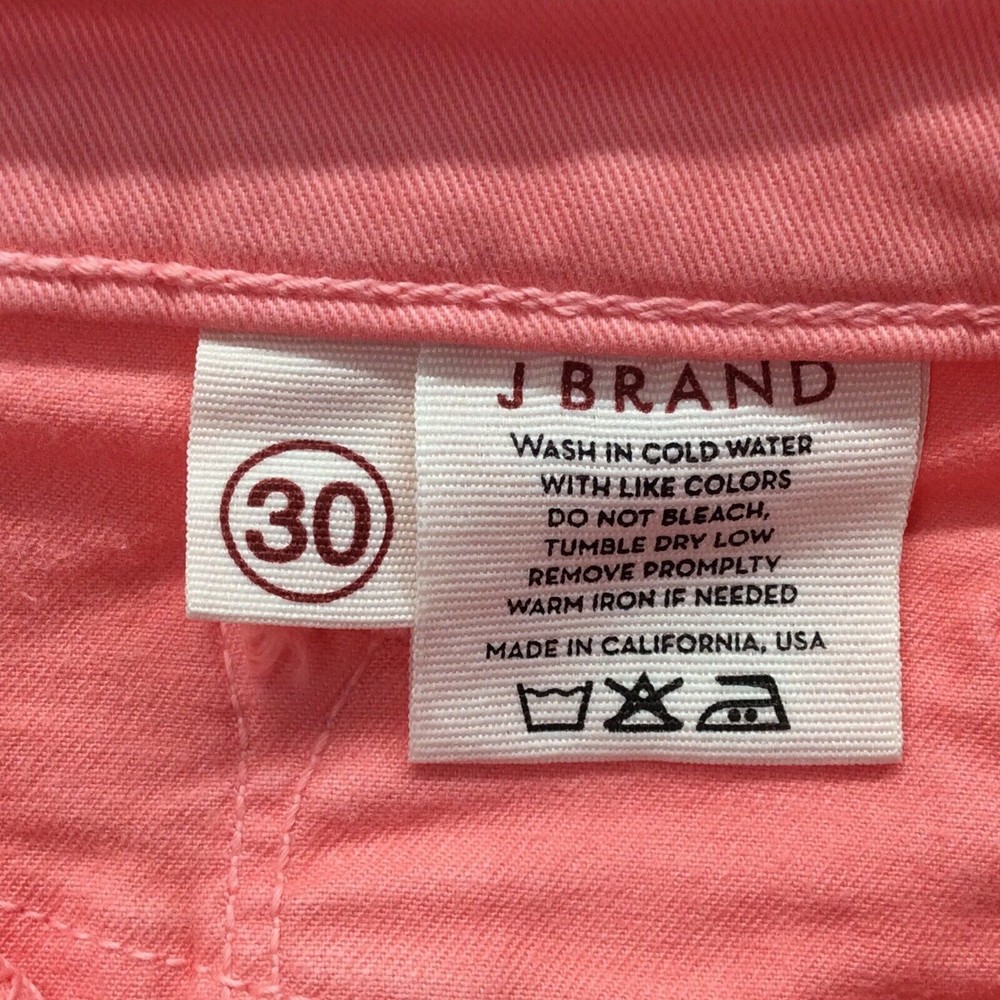 30
J BRAND
WASH IN COLD WATER
WITH LIKE COLORS
DO NOT BLEACH,
TUMBLE DRY LOW
REMOVE PROMPLTY
WARM IRON IF NEEDED
MADE IN CALIFORNIA, USA